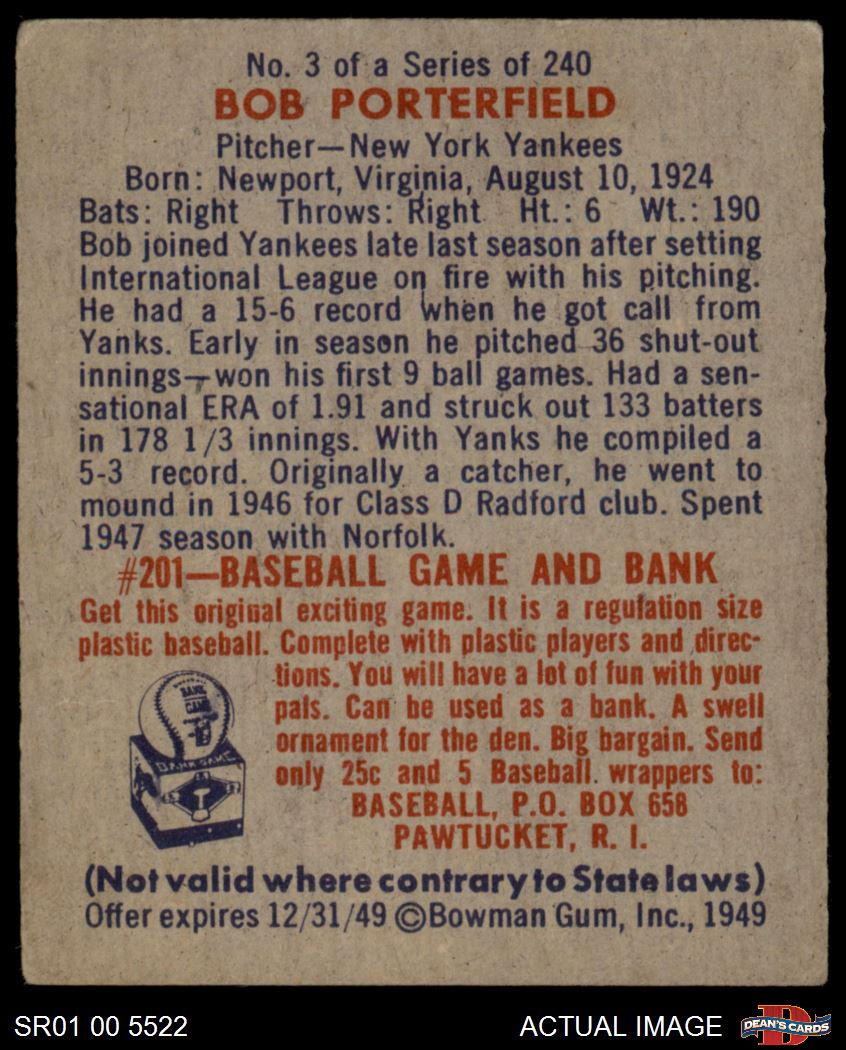 No. 3 of a Series of 240
BOB PORTERFIELD
Pitcher—New York Yankees
Born: Newport, Virginia, August 10, 1924
Bats: Right Throws: Right Ht.: 6 Wt.: 190
Bob joined Yankees late last season after setting
International League on fire with his pitching.
He had a 15-6 record when he got call from
Yanks. Early in season he pitched 36 shut-out
innings—won his first 9 ball games. Had a sen-
sational ERA of 1.91 and struck out 133 batters
in 178 1/3 innings. With Yanks he compiled a
5-3 record. Originally a catcher, he went to
mound in 1946 for Class D Radford club. Spent
1947 season with Norfolk.
#201—BASEBALL GAME AND BANK
Get this original exciting game. It is a regulation size
plastic baseball. Complete with plastic players and direc-
tions. You will have a lot of fun with your
pals. Can be used as a bank. A swell
ornament for the den. Big bargain. Send
only 25c and 5 Baseball wrappers to:
BASEBALL, P.O. BOX 658
PAWTUCKET, R. I.
BANK
GAME
BANK GAME
(Not valid where contrary to State laws)
Offer expires 12/31/49 ©Bowman Gum, Inc., 1949
SR01 00 5522
ACTUAL IMAGE
D
DEAN'S CARDS